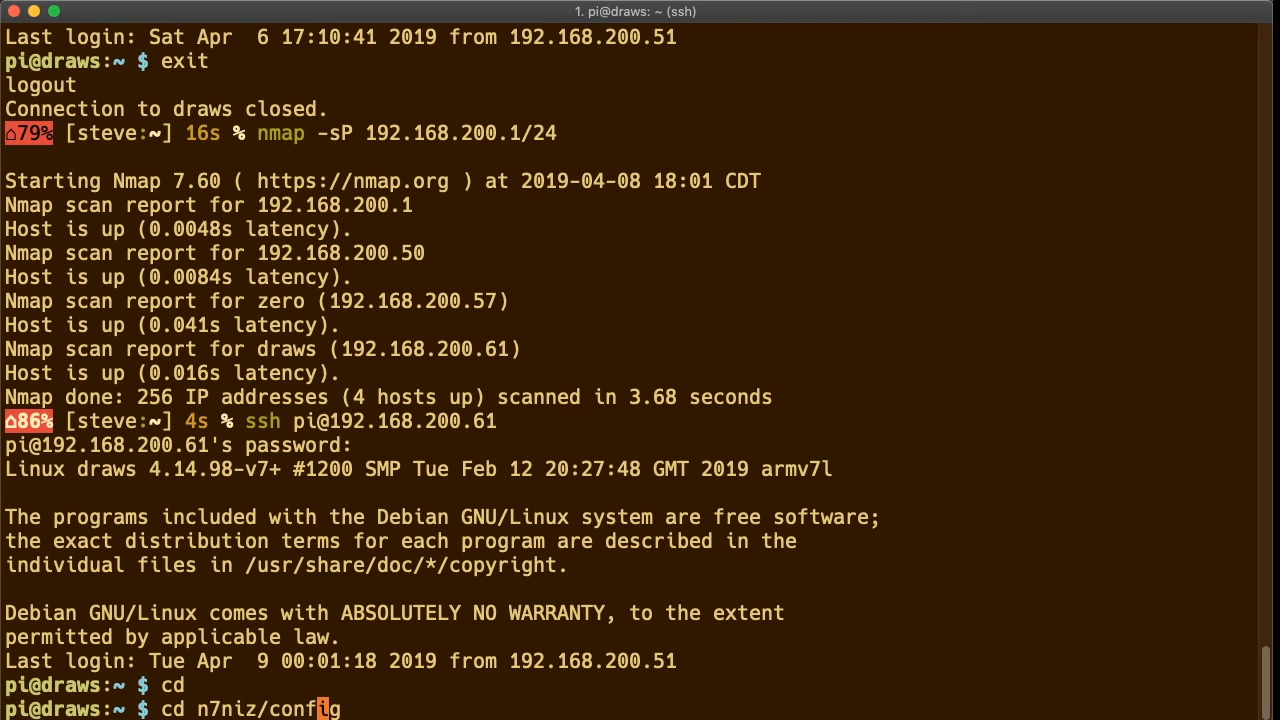 1. pi@draws: ~ (ssh)
Last login: Sat Apr  6 17:10:41 2019 from 192.168.200.51
pi@draws:~ $ exit
logout
Connection to draws closed.
⌂79% [steve:~] 16s % nmap -sP 192.168.200.1/24
Starting Nmap 7.60 ( https://nmap.org ) at 2019-04-08 18:01 CDT
Nmap scan report for 192.168.200.1
Host is up (0.0048s latency).
Nmap scan report for 192.168.200.50
Host is up (0.0084s latency).
Nmap scan report for zero (192.168.200.57)
Host is up (0.041s latency).
Nmap scan report for draws (192.168.200.61)
Host is up (0.016s latency).
Nmap done: 256 IP addresses (4 hosts up) scanned in 3.68 seconds
⌂86% [steve:~] 4s % ssh pi@192.168.200.61
pi@192.168.200.61's password:
Linux draws 4.14.98-v7+ #1200 SMP Tue Feb 12 20:27:48 GMT 2019 armv7l
The programs included with the Debian GNU/Linux system are free software;
the exact distribution terms for each program are described in the
individual files in /usr/share/doc/*/copyright.
Debian GNU/Linux comes with ABSOLUTELY NO WARRANTY, to the extent
permitted by applicable law.
Last login: Tue Apr  9 00:01:18 2019 from 192.168.200.51
pi@draws:~ $ cd
pi@draws:~ $ cd n7niz/config